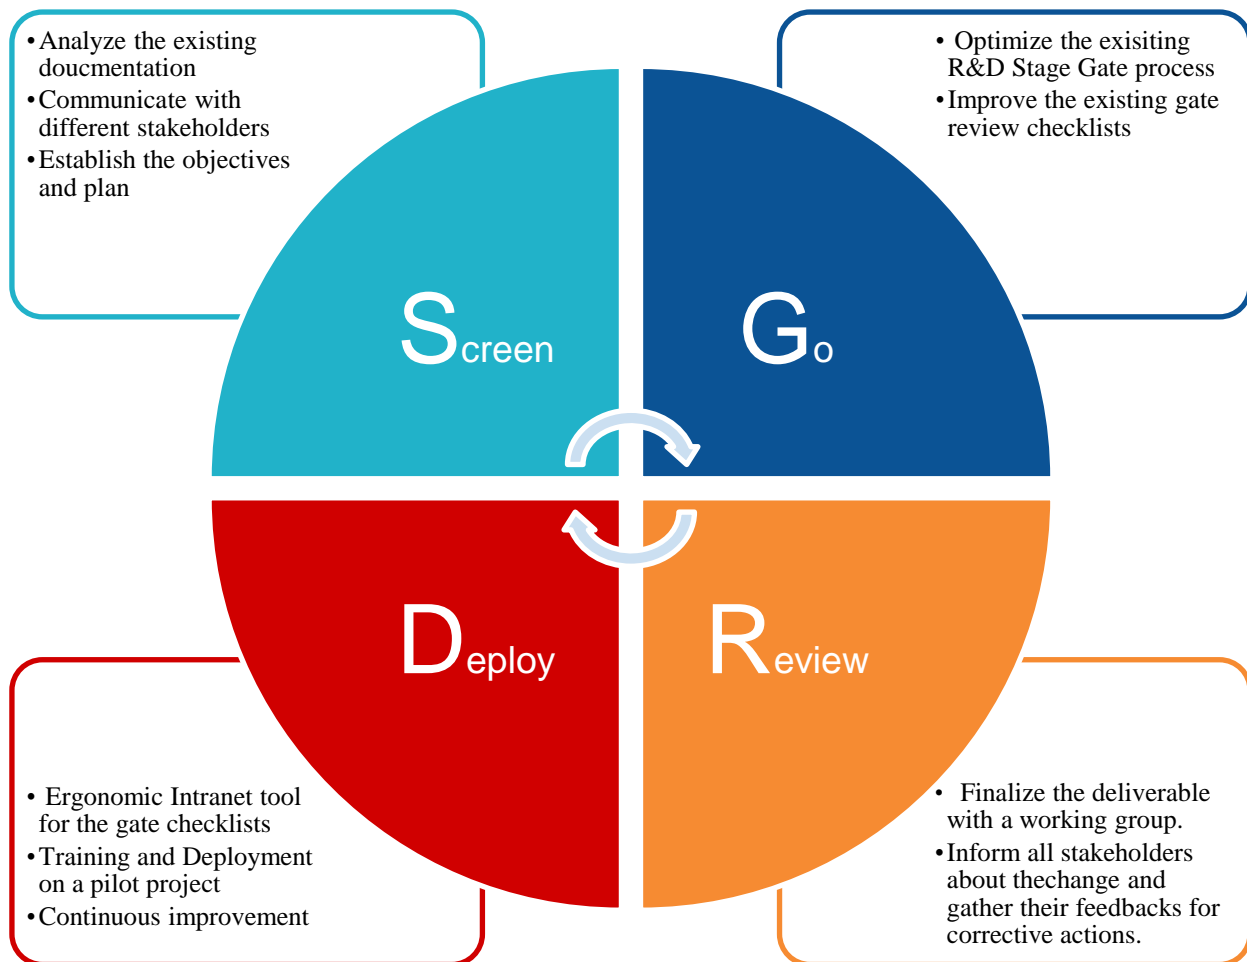 • Analyze the existing
doucmentation
• Communicate with
different stakeholders
• Establish the objectives
and plan
• Optimize the exisiting
R&D Stage Gate process
• Improve the existing gate
review checklists
Screen
Go
Deploy
Review
• Ergonomic Intranet tool
for the gate checklists
• Training and Deployment
on a pilot project
• Continuous improvement
• Finalize the deliverable
with a working group.
• Inform all stakeholders
about thechange and
gather their feedbacks for
corrective actions.